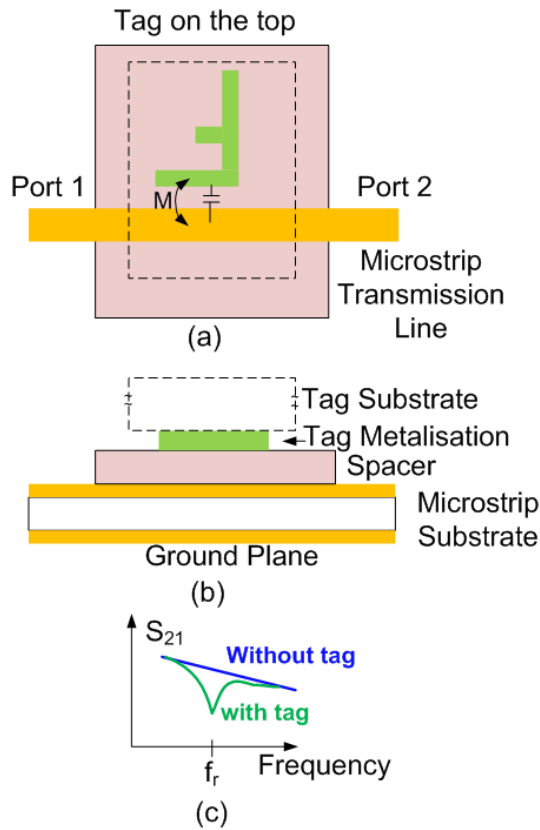 Tag on the top
Port 1
Port 2
M
Microstrip
Transmission
Line
(a)
Tag Substrate
Tag Metalisation
Spacer
Microstrip
Substrate
Ground Plane
(b)
S21
Without tag
with tag
fr
Frequency
(c)